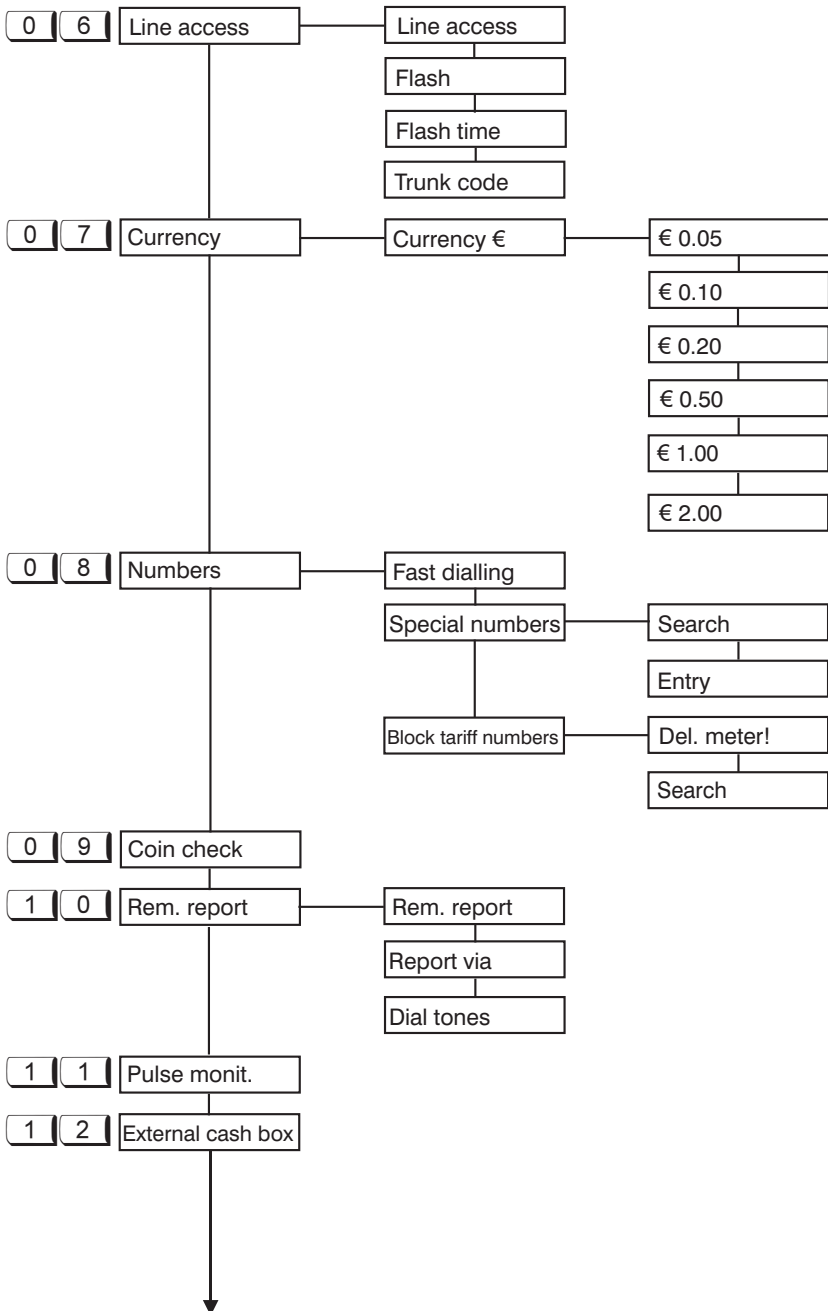 0 6 Line access Line access
Flash
Flash time
Trunk code
0 7 Currency Currency € € 0.05
€ 0.10
€ 0.20
€ 0.50
€ 1.00
€ 2.00
0 8 Numbers Fast dialling
Special numbers Search
Entry
Block tariff numbers Del. meter!
Search
0 9 Coin check
1 0 Rem. report Rem. report
Report via
Dial tones
1 1 Pulse monit.
1 2 External cash box